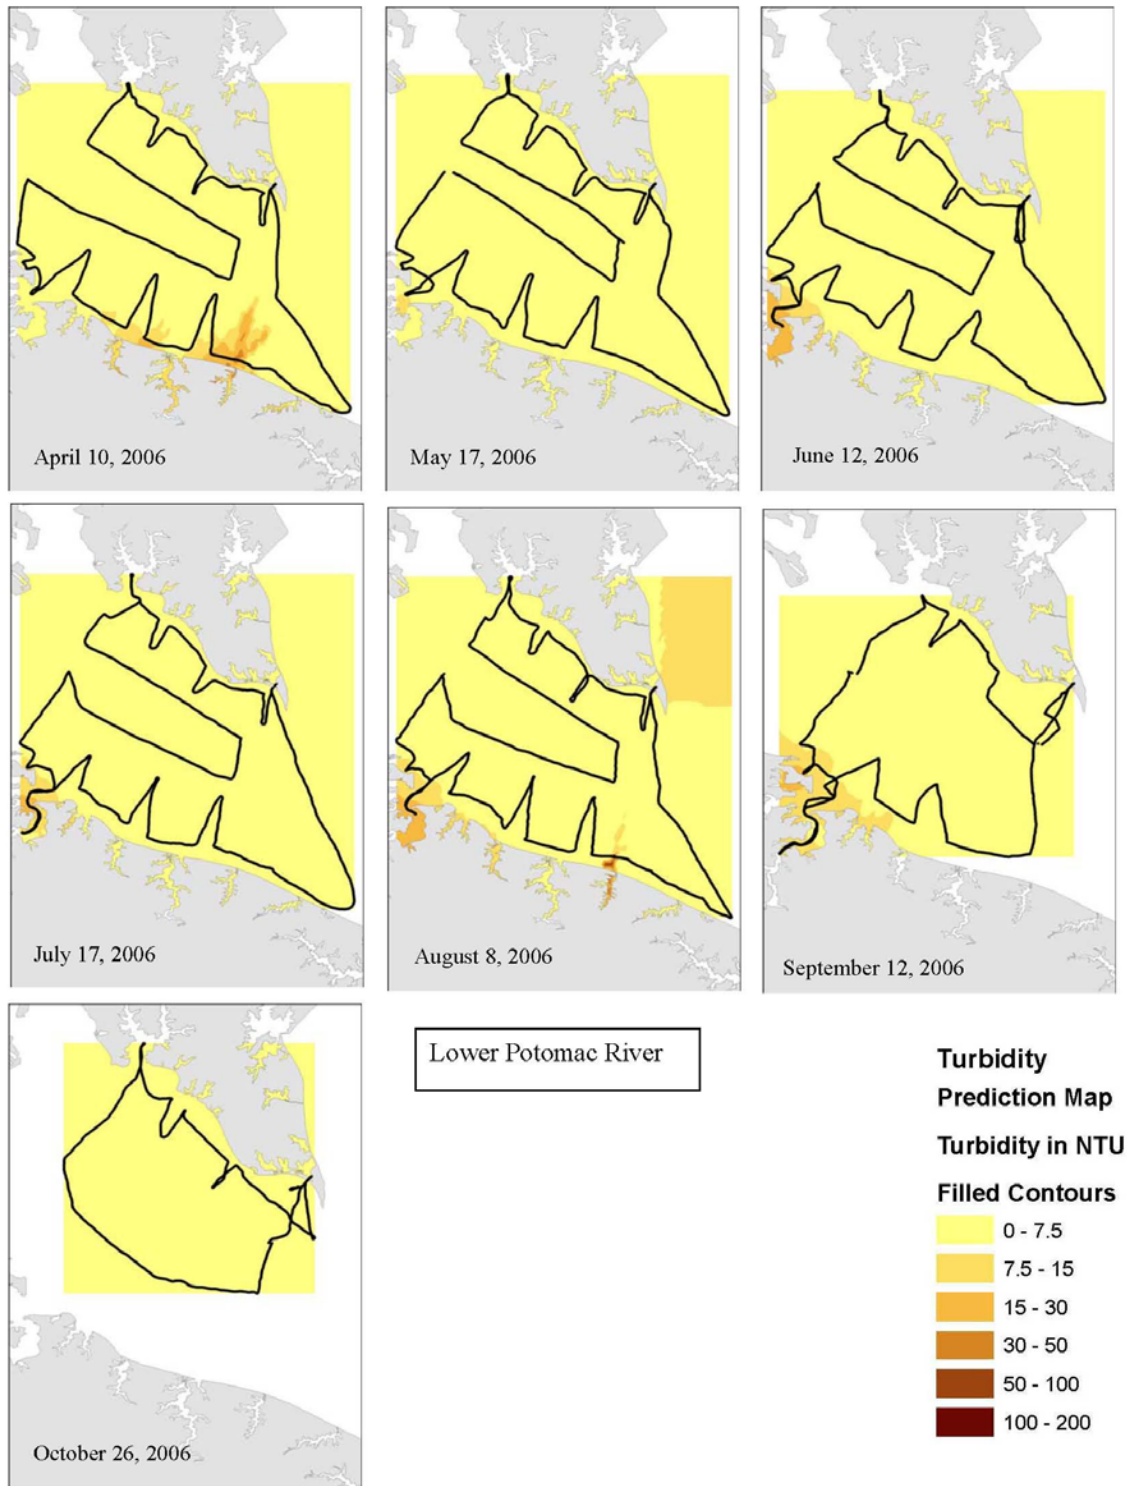 April 10, 2006
May 17, 2006
June 12, 2006
July 17, 2006
August 8, 2006
September 12, 2006
October 26, 2006
Lower Potomac River
Turbidity
Prediction Map
Turbidity in NTU
Filled Contours
0 - 7.5
7.5 - 15
15 - 30
30 - 50
50 - 100
100 - 200